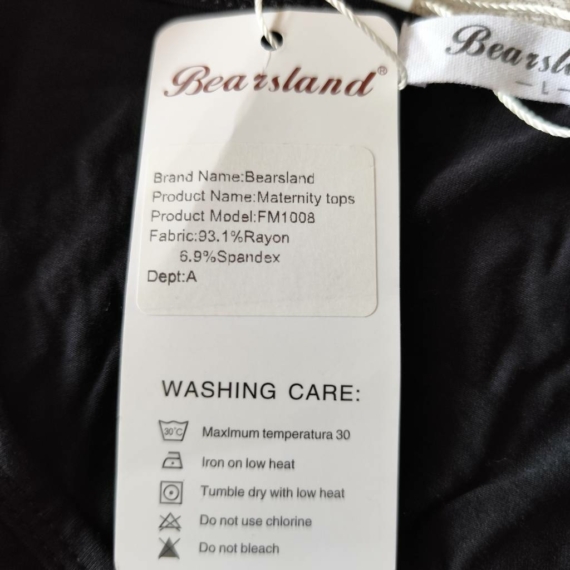 Bearsland®
Brand Name:Bearsland
Product Name:Maternity tops
Product Model:FM1008
Fabric:93.1%Rayon
6.9%Spandex
Dept:A
WASHING CARE:
30°C Maximum temperatura 30
Iron on low heat
Tumble dry with low heat
Do not use chlorine
Do not bleach
Bearsl
– L –